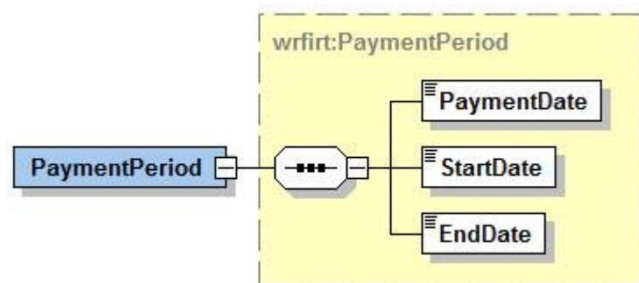 wrfirt:PaymentPeriod
PaymentDate
PaymentPeriod
StartDate
EndDate